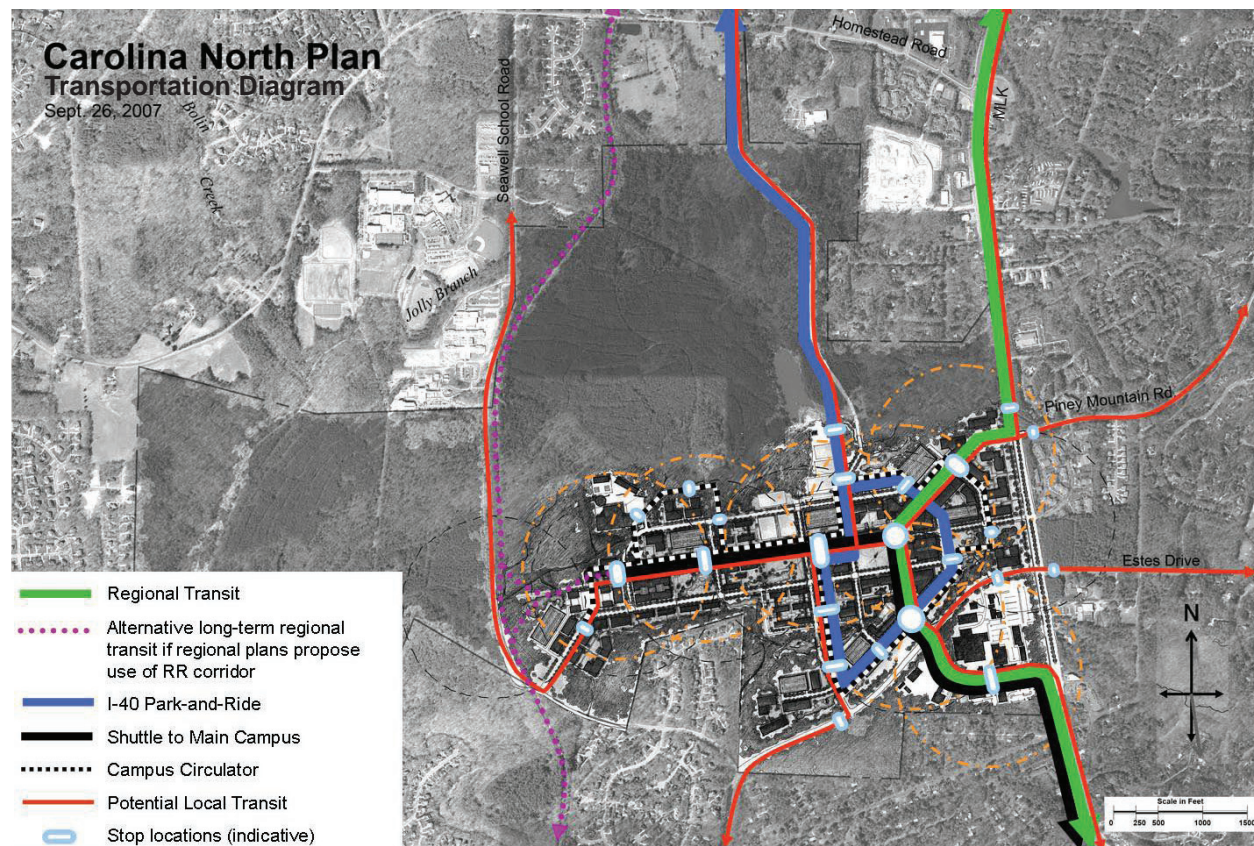 Carolina North Plan
Transportation Diagram
Sept. 26, 2007
Bolin
Creek
Seawell School Road
Jolly Branch
Homestead Road
MLK
Piney Mountain Rd.
Estes Drive
N
Regional Transit
Alternative long-term regional
transit if regional plans propose
use of RR corridor
I-40 Park-and-Ride
Shuttle to Main Campus
Campus Circulator
Potential Local Transit
Stop locations (indicative)
Scale in Feet
0 250 500 1000 1500